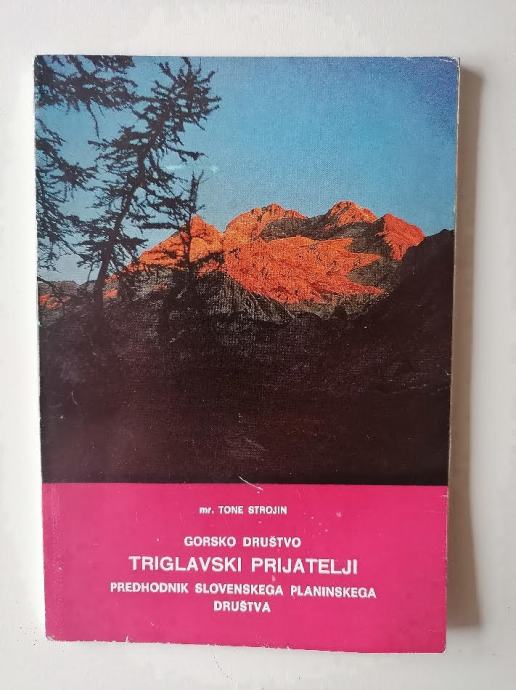 mr. TONE STROJIN
GORSKO DRUŠTVO
TRIGLAVSKI PRIJATELJI
PREDHODNIK SLOVENSKEGA PLANINSKEGA
DRUŠTVA